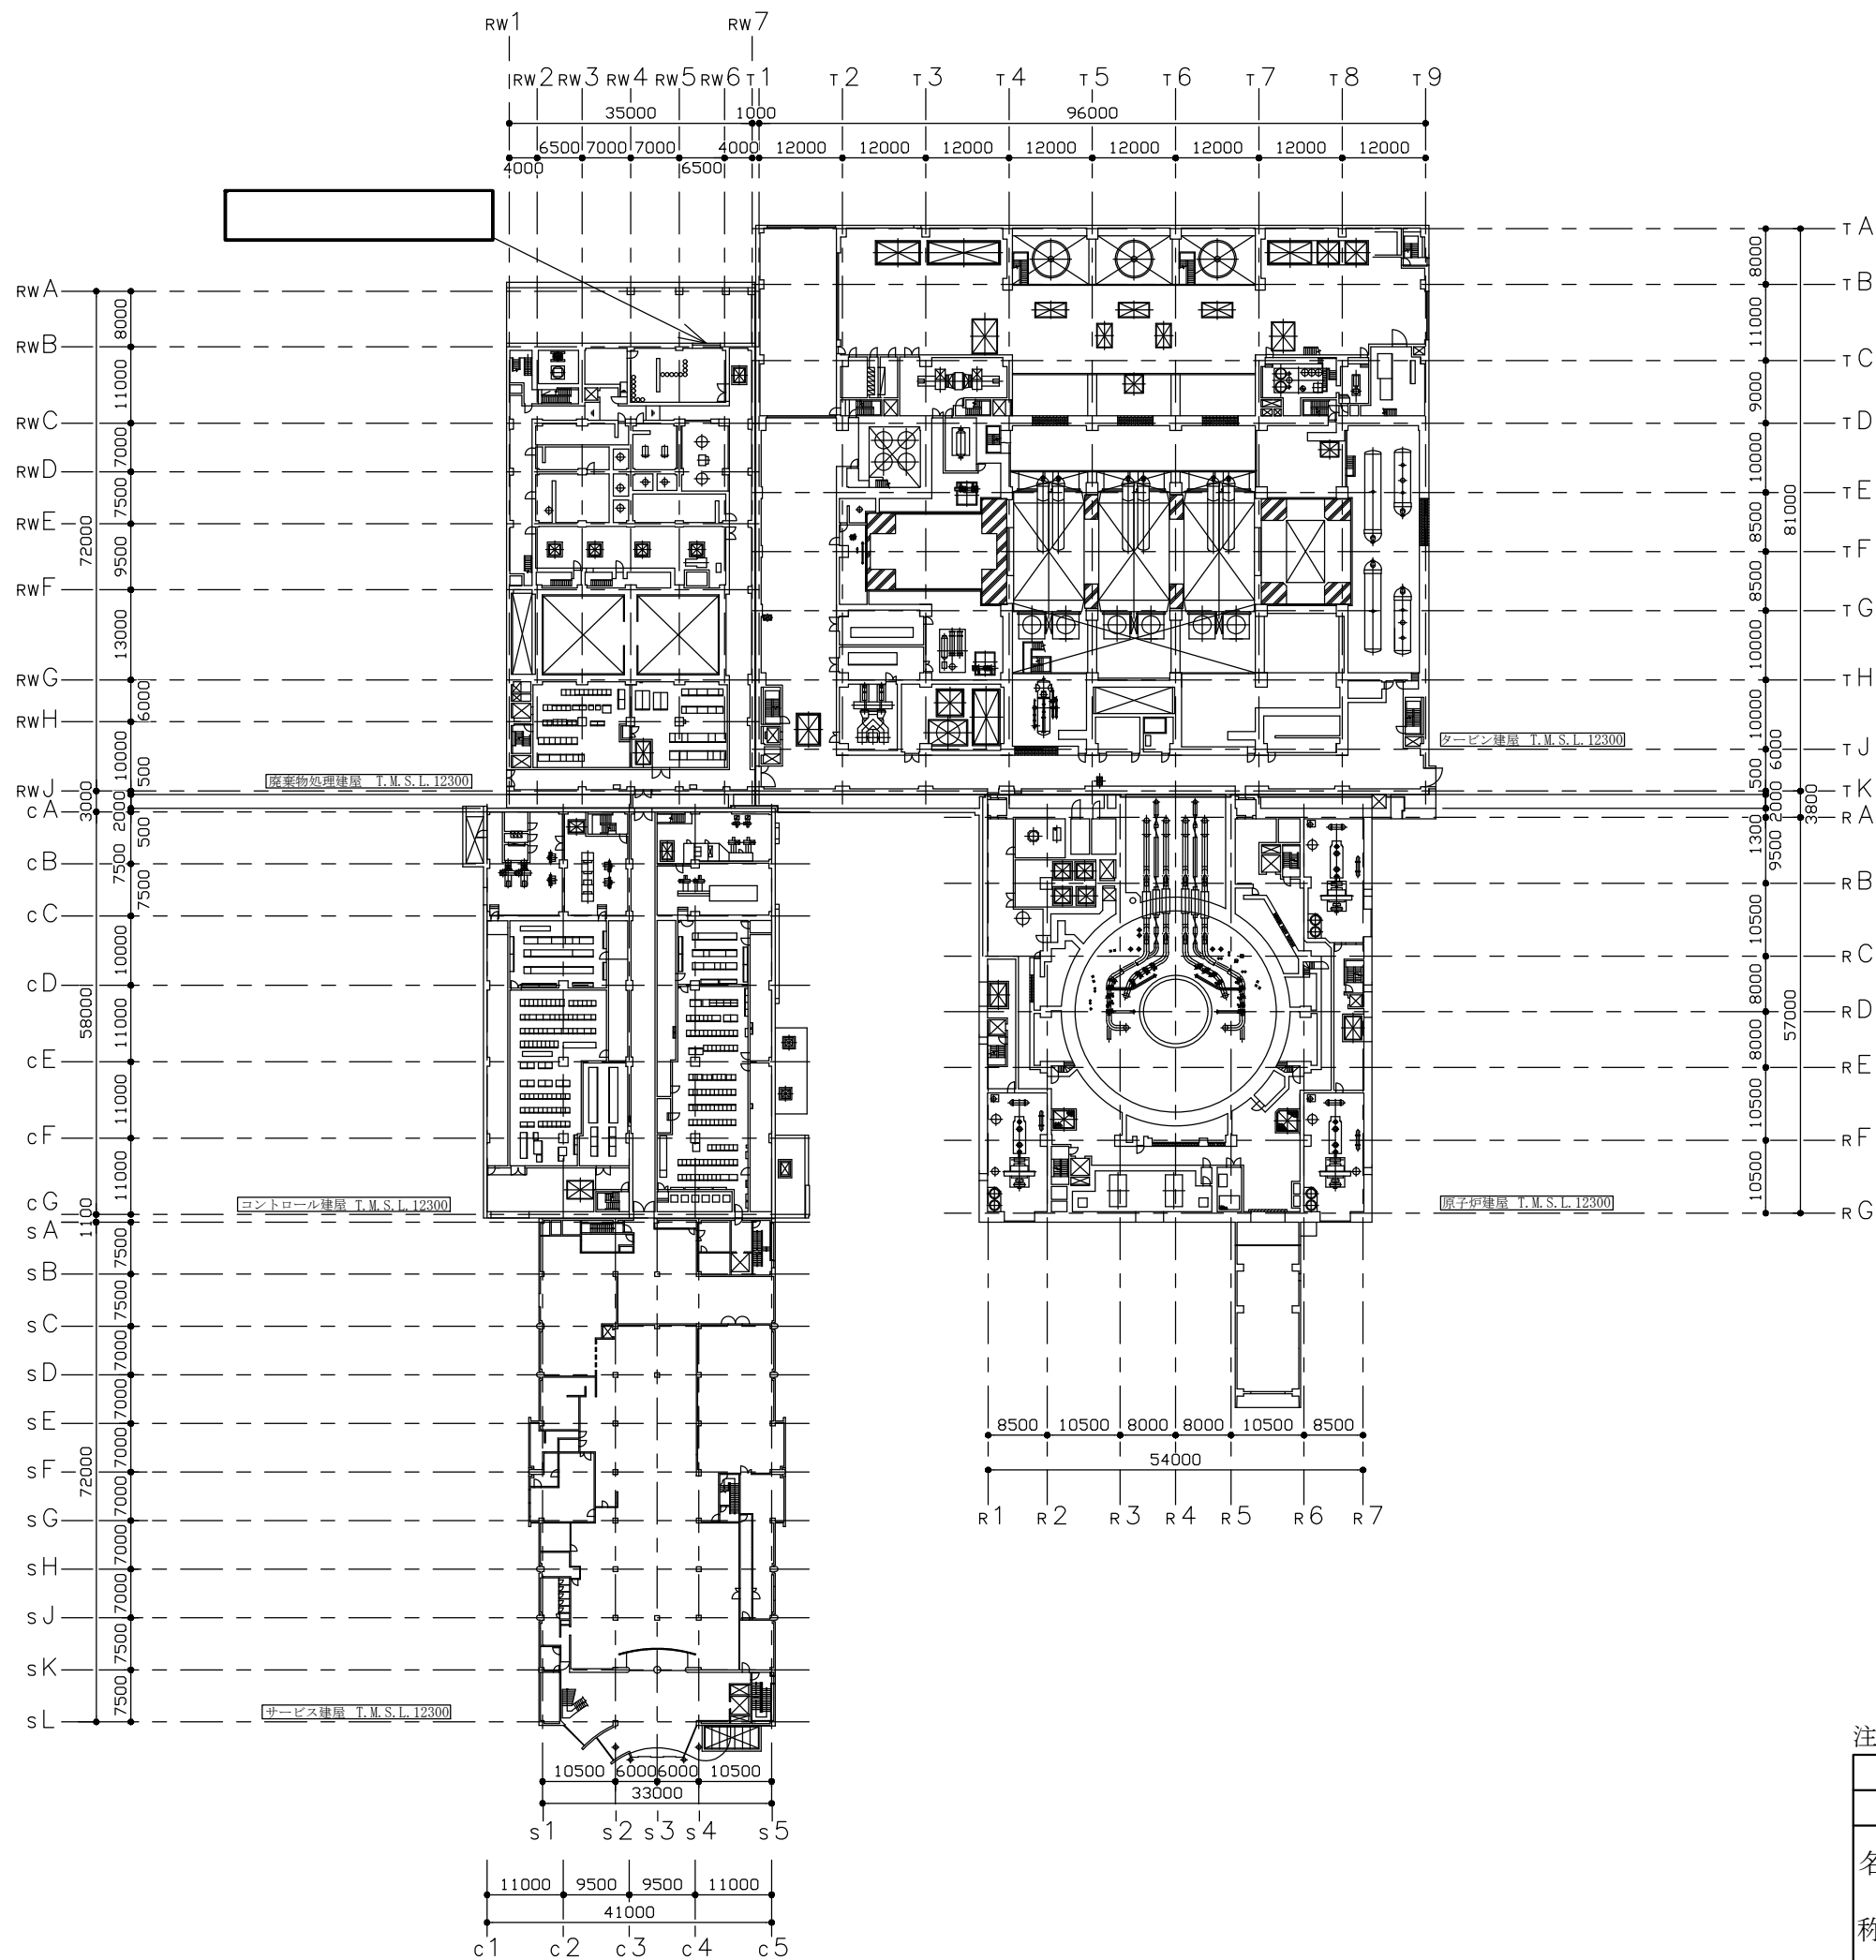 RW1 RW7
RW2 RW3 RW4 RW5 RW6 T1 T2 T3 T4 T5 T6 T7 T8 T9
35000 1000 96000
6500 7000 7000 4000 12000 12000 12000 12000 12000 12000 12000 12000
4000 6500
RWA
RWB
RWC
RWD
RWE
RWF
RWG
RWH
RWJ
cA
cB
cC
cD
cE
cF
cG
sA
sB
sC
sD
sE
sF
sG
sH
sJ
sK
sL
72000
3000
58000
1100
72000
8000
11000
7000
7500
9500
13000
6000
10000
500
2000
500
7500
7500
10000
11000
11000
11000
7500
7500
7000
7000
7000
7000
7000
7000
7500
7500
廃棄物処理建屋 T.M.S.L.12300
コントロール建屋 T.M.S.L.12300
サービス建屋 T.M.S.L.12300
タービン建屋 T.M.S.L.12300
原子炉建屋 T.M.S.L.12300
TA
TB
TC
TD
TE
TF
TG
TH
TJ
TK
RA
RB
RC
RD
RE
RF
RG
8000
11000
9000
10000
8500
8500
10000
10000
6000
500
2000
1300
9500
10500
8000
8000
10500
10500
81000
3800
57000
8500 10500 8000 8000 10500 8500
54000
R1 R2 R3 R4 R5 R6 R7
10500 6000 6000 10500
33000
s1 s2 s3 s4 s5
11000 9500 9500 11000
41000
c1 c2 c3 c4 c5
注
名
称